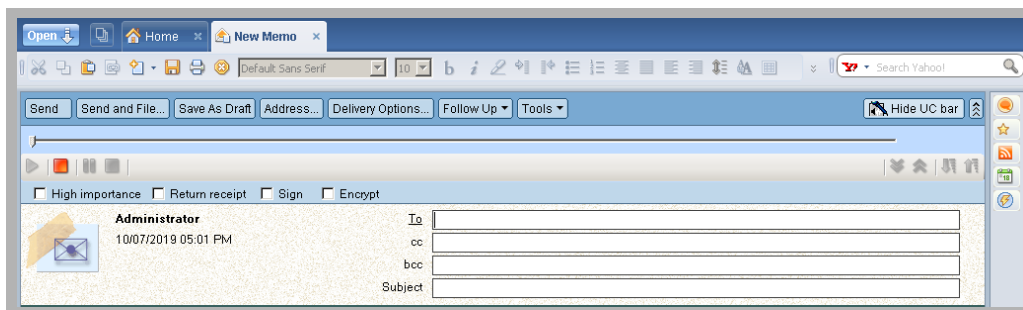 Open Home New Memo
Default Sans Serif 10 b i Search Yahoo!
Send Send and File... Save As Draft Address... Delivery Options... Follow Up Tools Hide UC bar
High importance Return receipt Sign Encrypt
Administrator To
10/07/2019 05:01 PM cc
bcc
Subject